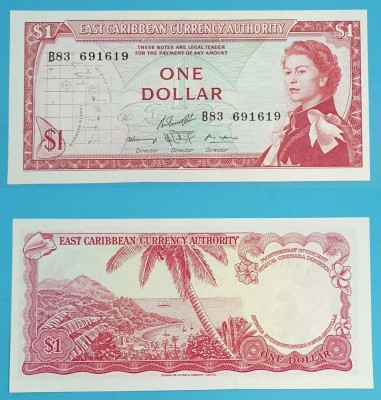 $1 EAST CARIBBEAN CURRENCY AUTHORITY $1
THESE NOTES ARE LEGAL TENDER
FOR THE PAYMENT OF ANY AMOUNT
B83 691619
ONE
DOLLAR
B83 691619
$1
Chairman
Director Director Director
EAST CARIBBEAN CURRENCY AUTHORITY
$1
ONE DOLLAR